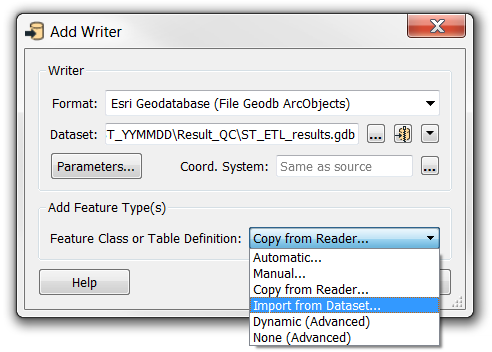 Add Writer
Writer
Format: Esri Geodatabase (File Geodb ArcObjects)
Dataset: T_YYMMDD\Result_QC\ST_ETL_results.gdb ...
Parameters... Coord. System: Same as source ...
Add Feature Type(s)
Feature Class or Table Definition: Copy from Reader...
Automatic...
Manual...
Copy from Reader...
Import from Dataset...
Dynamic (Advanced)
None (Advanced)
Help